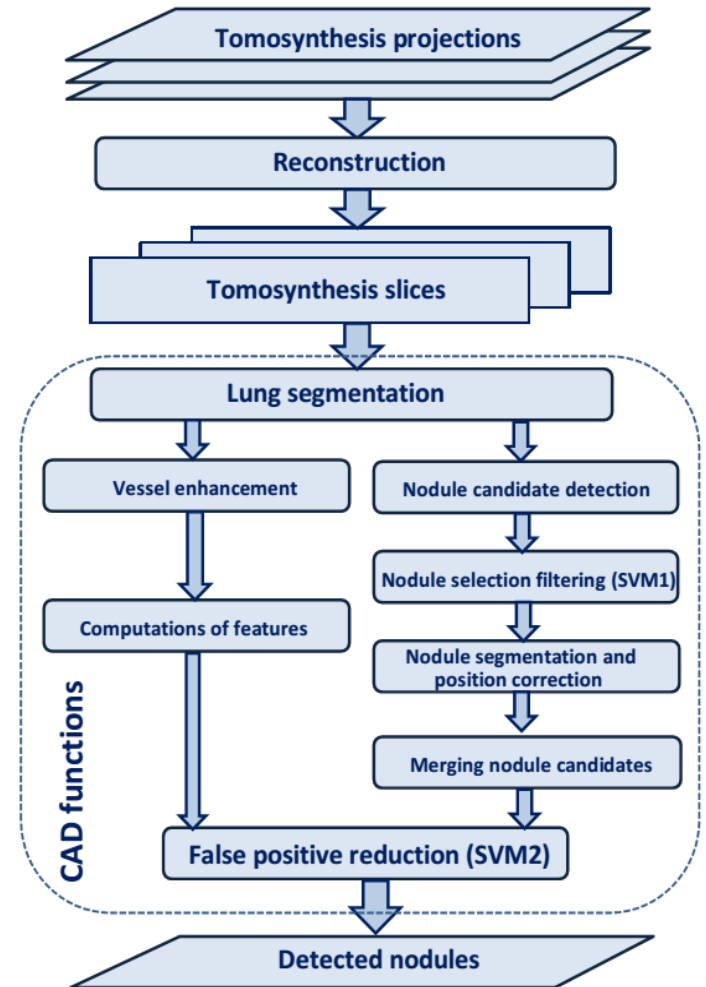 Tomosynthesis projections
Reconstruction
Tomosynthesis slices
Lung segmentation
Vessel enhancement
Nodule candidate detection
Nodule selection filtering (SVM1)
Computations of features
Nodule segmentation and
position correction
Merging nodule candidates
CAD functions
False positive reduction (SVM2)
Detected nodules